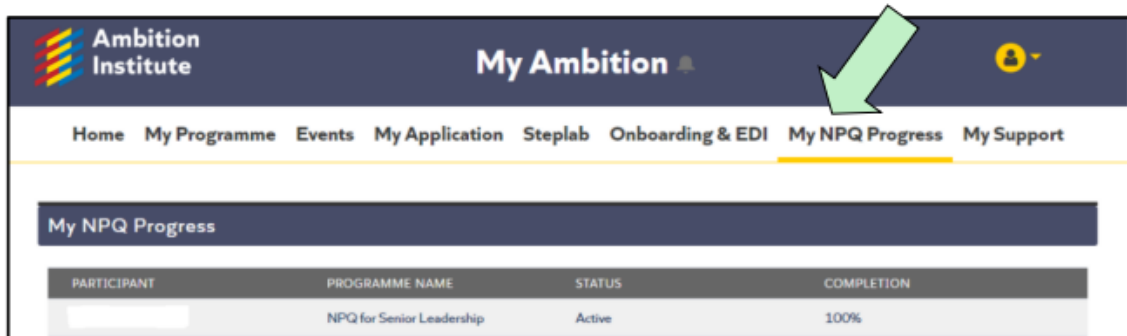 Ambition
Institute
My Ambition
Home My Programme Events My Application Steplab Onboarding & EDI My NPQ Progress My Support
My NPQ Progress
PARTICIPANT PROGRAMME NAME STATUS COMPLETION
NPQ for Senior Leadership Active 100%